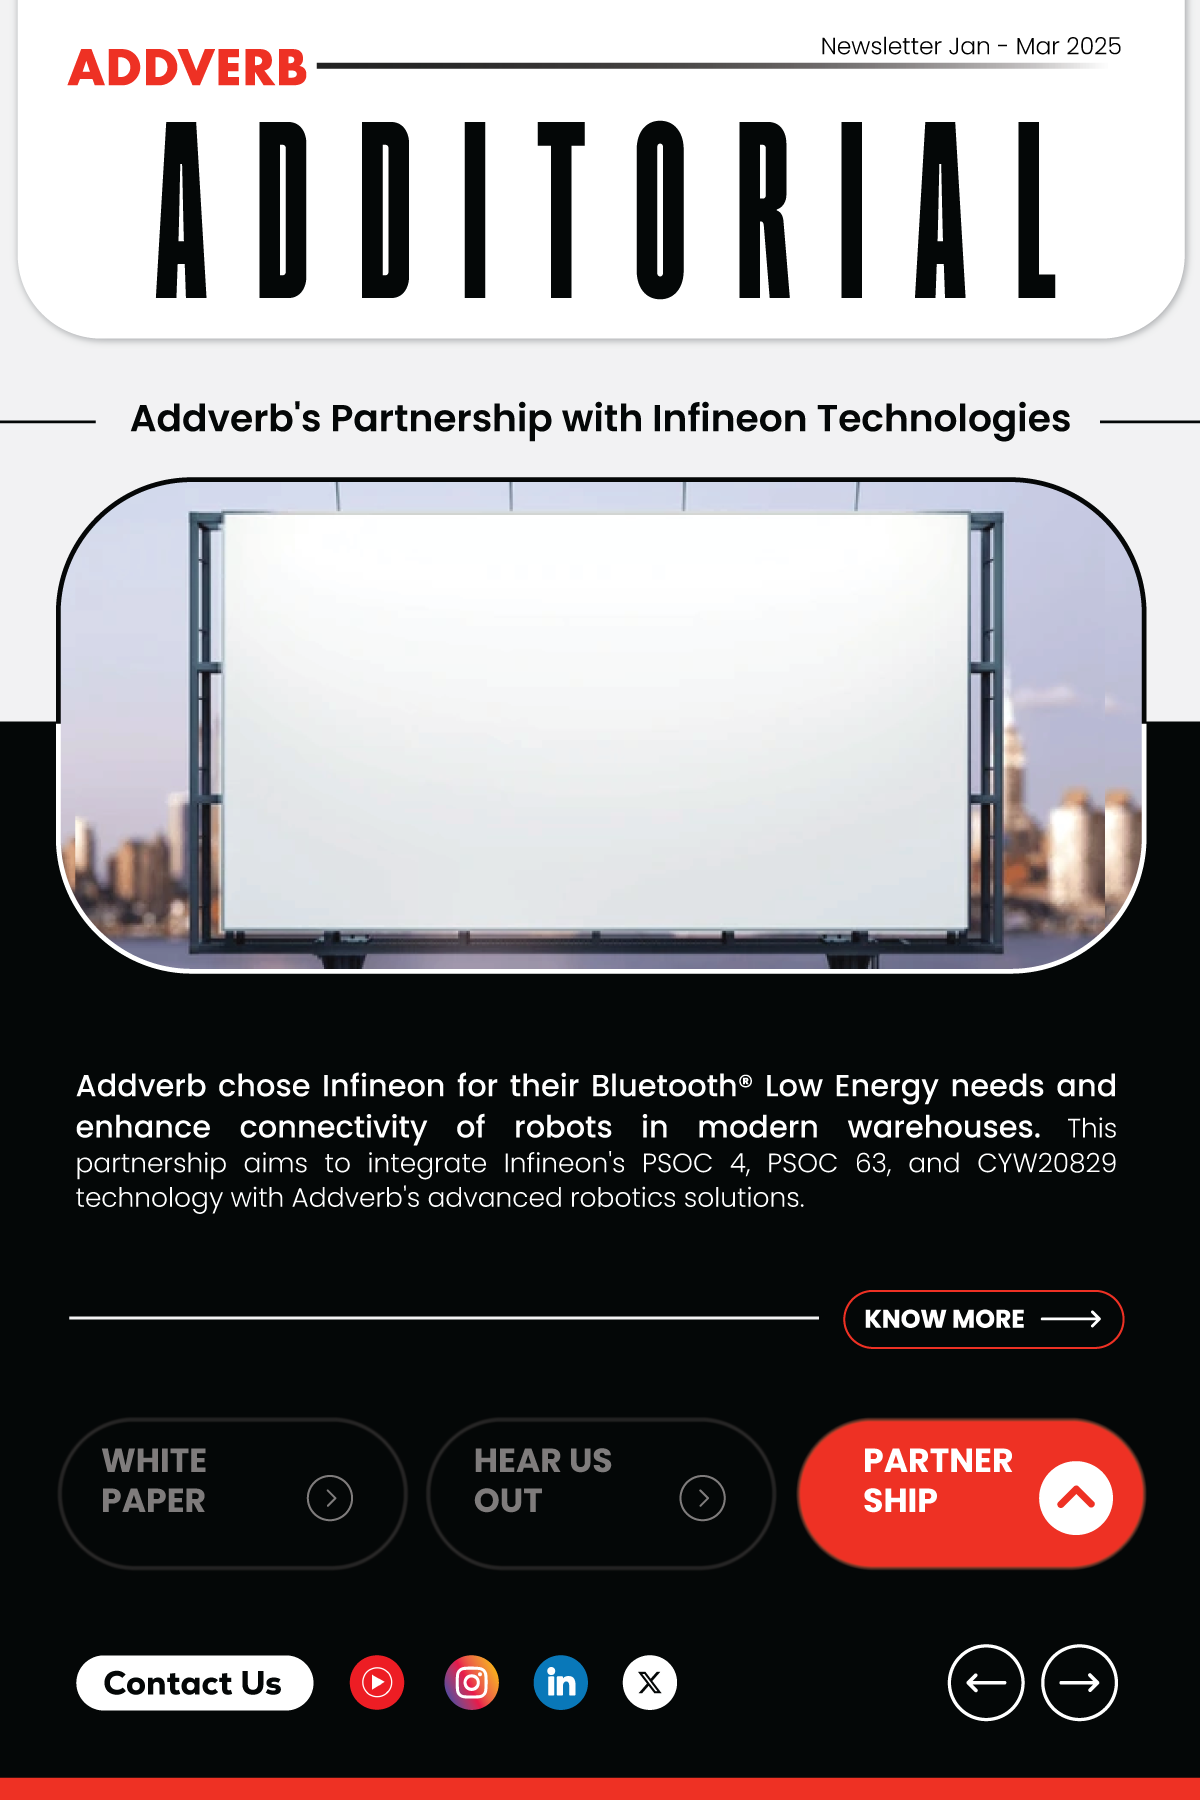 Newsletter Jan - Mar 2025
ADDVERB
ADDITORIAL
Addverb's Partnership with Infineon Technologies
Addverb chose Infineon for their Bluetooth® Low Energy needs and
enhance connectivity of robots in modern warehouses. This
partnership aims to integrate Infineon's PSOC 4, PSOC 63, and CYW20829
technology with Addverb's advanced robotics solutions.
KNOW MORE
WHITE
PAPER
HEAR US
OUT
PARTNER
SHIP
Contact Us
in
X